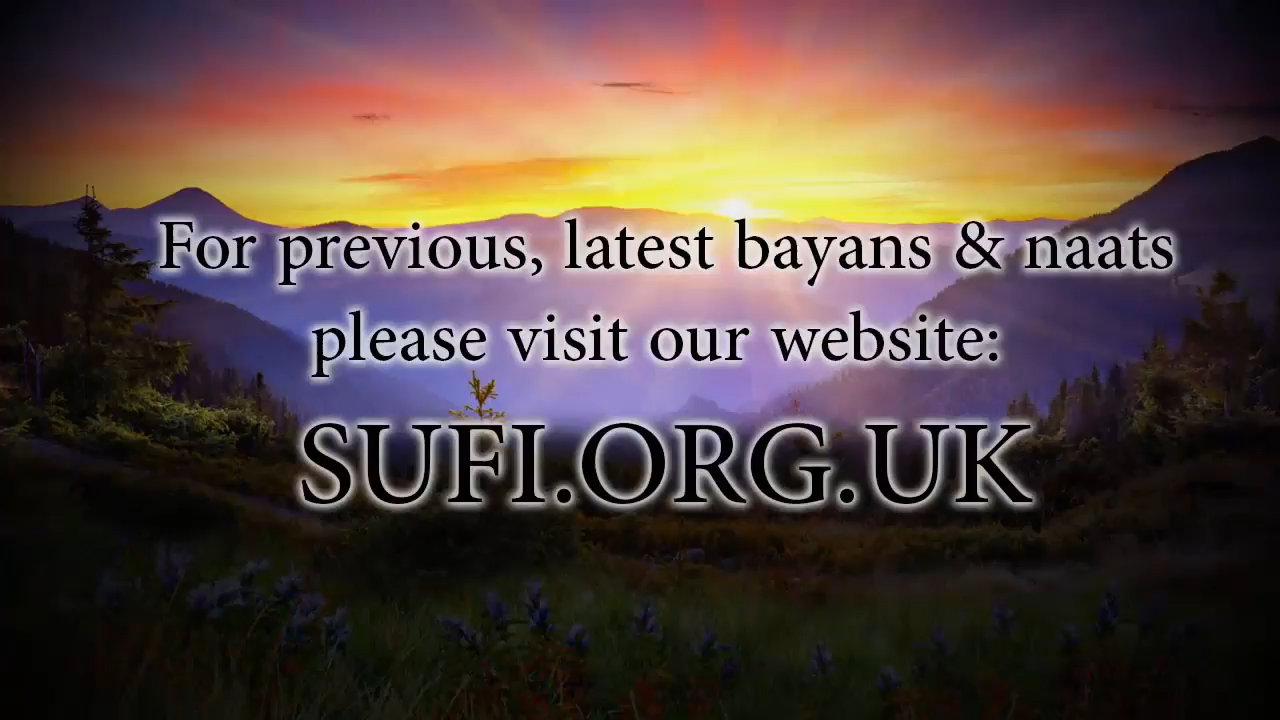 For previous, latest bayans & naats
please visit our website:
SUFI.ORG.UK